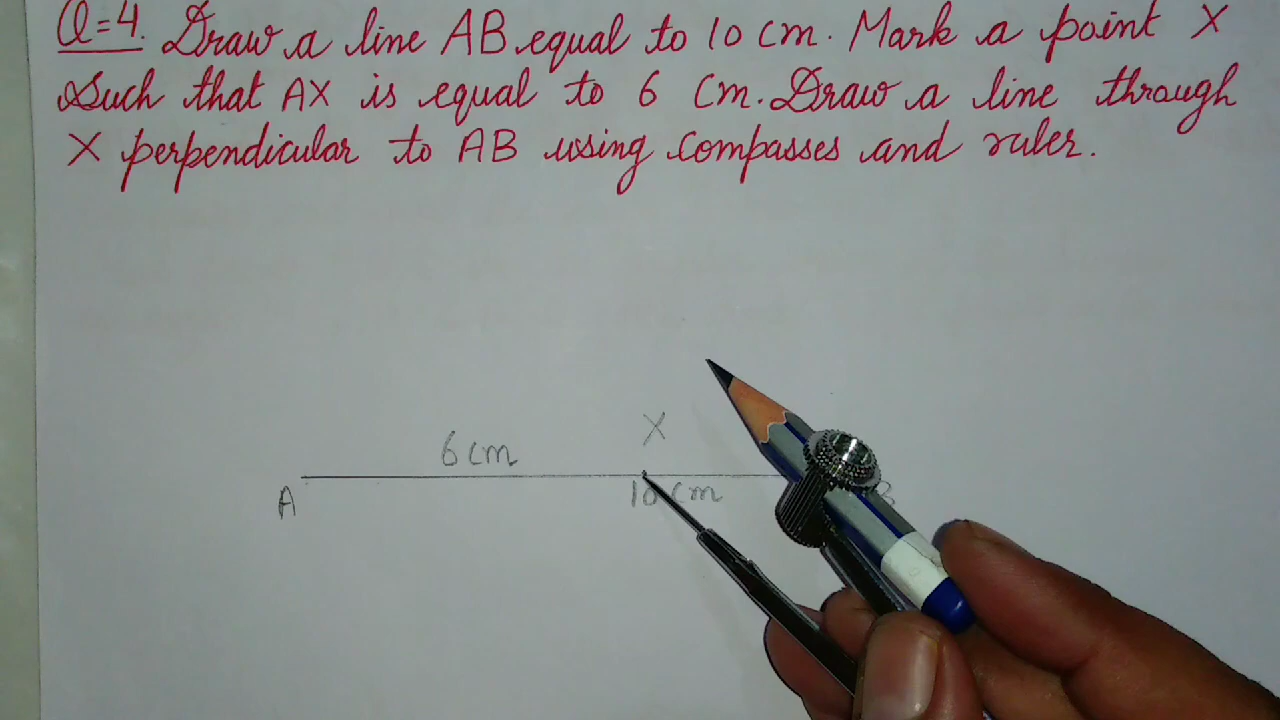 Q=4. Draw a line AB equal to 10 cm. Mark a point X
Such that AX is equal to 6 cm. Draw a line through
X perpendicular to AB using compasses and ruler.
X
6 cm
10 cm
A
B